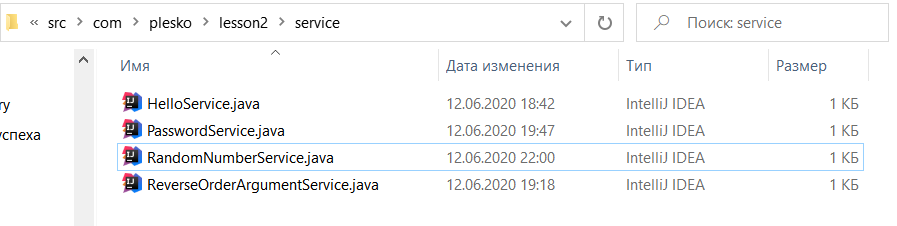 « src > com > plesko > lesson2 > service
Поиск: service
Имя Дата изменения Тип Размер
HelloService.java 12.06.2020 18:42 IntelliJ IDEA 1 КБ
ry
PasswordService.java 12.06.2020 19:47 IntelliJ IDEA 1 КБ
успеха
RandomNumberService.java 12.06.2020 22:00 IntelliJ IDEA 1 КБ
ReverseOrderArgumentService.java 12.06.2020 19:18 IntelliJ IDEA 1 КБ